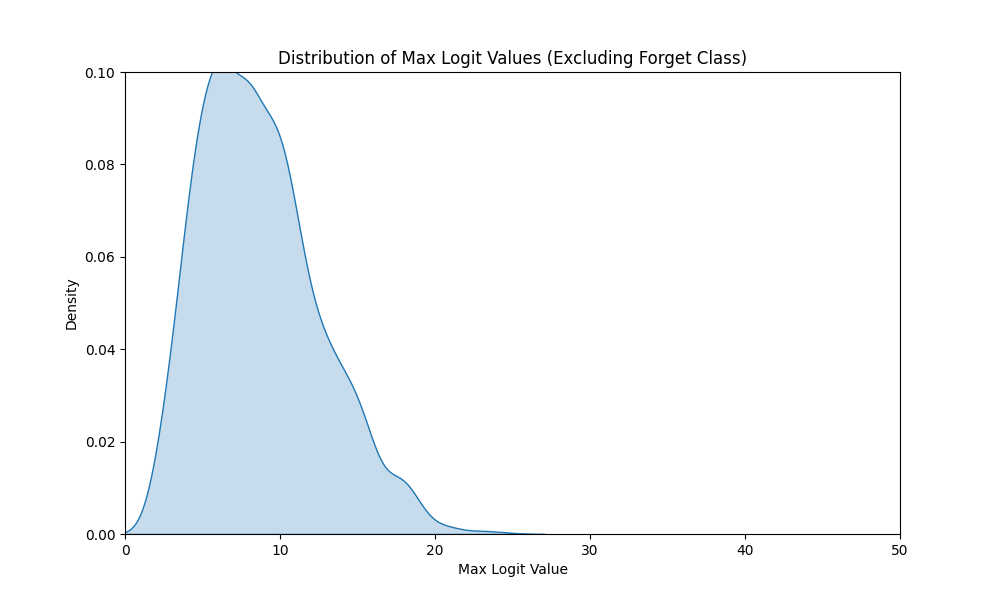 Distribution of Max Logit Values (Excluding Forget Class)
0.10
0.08
0.06
0.04
0.02
0.00
Density
0 10 20 30 40 50
Max Logit Value